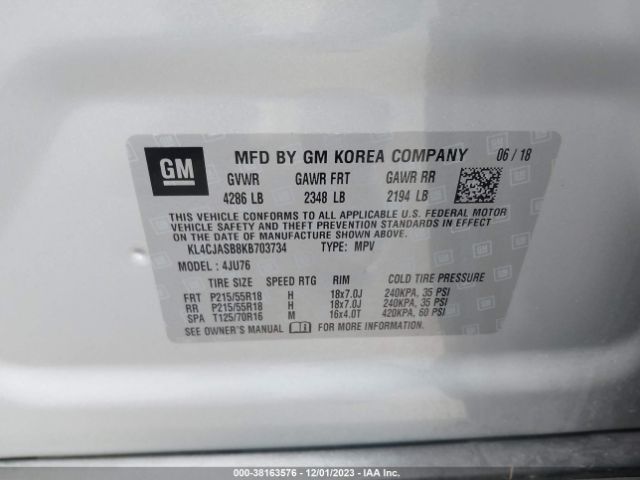 GM
MFD BY GM KOREA COMPANY 06/18
GVWR GAWR FRT GAWR RR
4286 LB 2348 LB 2194 LB
THIS VEHICLE CONFORMS TO ALL APPLICABLE U.S. FEDERAL MOTOR
VEHICLE SAFETY AND THEFT PREVENTION STANDARDS IN EFFECT
ON THE DATE OF MANUFACTURE SHOWN ABOVE.
KL4CJASB8KB703734 TYPE: MPV
MODEL: 4JU76
TIRE SIZE SPEED RTG RIM COLD TIRE PRESSURE
FRT P215/55R18 H 18x7.0J 240KPA, 35 PSI
RR P215/55R18 H 18x7.0J 240KPA, 35 PSI
SPA T125/70R16 M 16x4.0T 420KPA, 60 PSI
SEE OWNER'S MANUAL FOR MORE INFORMATION.
000-38163576 - 12/01/2023 - IAA Inc.